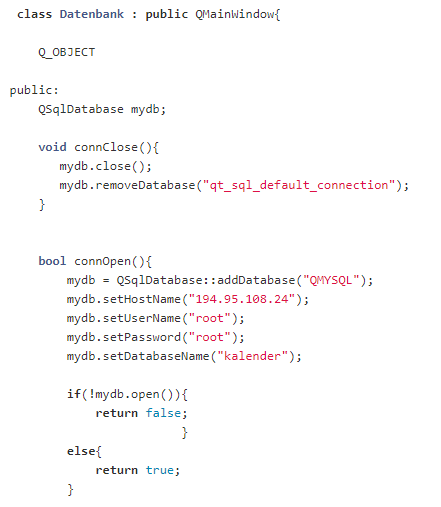 class Datenbank : public QMainWindow{
Q_OBJECT
public:
QSqlDatabase mydb;
void connClose(){
mydb.close();
mydb.removeDatabase("qt_sql_default_connection");
}
bool connOpen(){
mydb = QSqlDatabase::addDatabase("QMYSQL");
mydb.setHostName("194.95.108.24");
mydb.setUserName("root");
mydb.setPassword("root");
mydb.setDatabaseName("kalender");
if(!mydb.open()){
return false;
}
else{
return true;
}